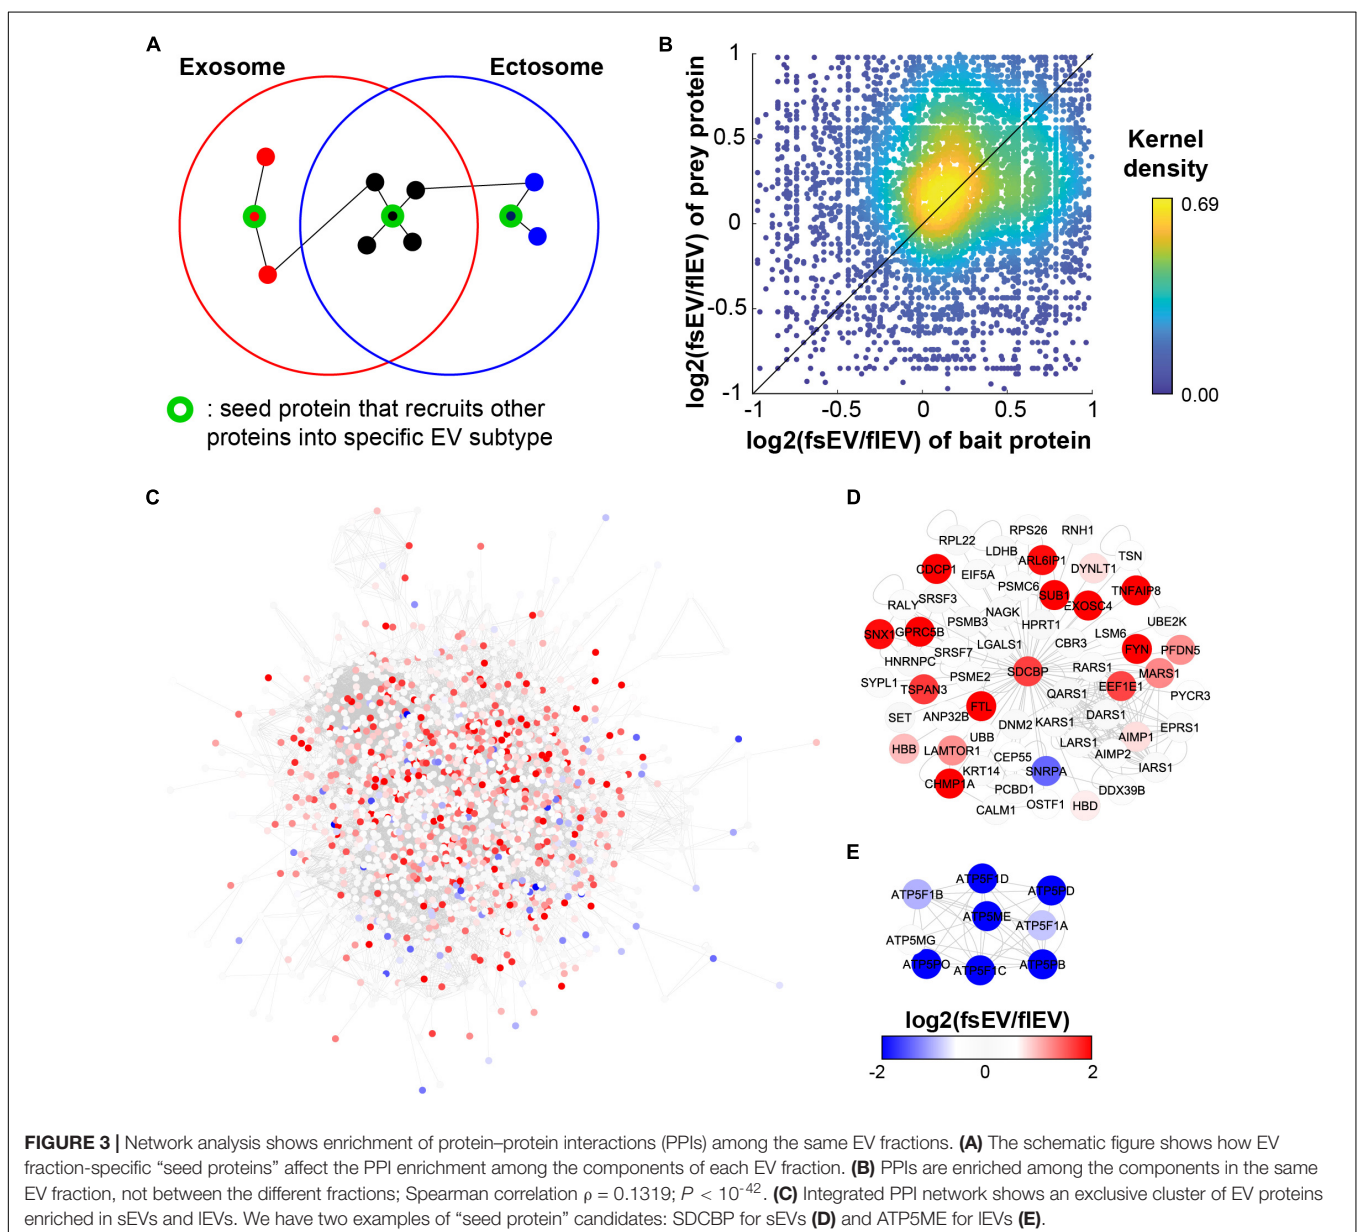 A
Exosome
Ectosome
: seed protein that recruits other
proteins into specific EV subtype
B
log2(fsEV/flEV) of prey protein
1
0.5
0
-0.5
-1
-1
-0.5
0
0.5
1
log2(fsEV/flEV) of bait protein
Kernel
density
0.69
0.00
C
D
RPS26
RNH1
RPL22
LDHB
ARL6IP1
TSN
CDCP1
EIF5A
DYNLT1
PSMC6
SUB1
TNFAIP8
RALY
SRSF3
EXOSC4
NAGK
PSMB3
HPRT1
UBE2K
SNX1
GPRC5B
LSM6
LGALS1
CBR3
FYN
PFDN5
HNRNPC
SRSF7
SDCBP
RARS1
MARS1
SYPL1
TSPAN3
PSME2
EEF1E1
QARS1
PYCR3
FTL
SET
ANP32B
DNM2
KARS1
DARS1
EPRS1
UBB
LARS1
AIMP1
HBB
LAMTOR1
CEP55
AIMP2
KRT14
SNRPA
IARS1
CHMP1A
PCBD1
DDX39B
CALM1
OSTF1
HBD
E
ATP5F1D
ATP5F1B
ATP5PD
ATP5ME
ATP5F1A
ATP5MG
ATP5PO
ATP5F1C
ATP5PB
log2(fsEV/flEV)
-2
0
2
FIGURE 3 | Network analysis shows enrichment of protein–protein interactions (PPIs) among the same EV fractions. (A) The schematic figure shows how EV
fraction-specific “seed proteins” affect the PPI enrichment among the components of each EV fraction. (B) PPIs are enriched among the components in the same
EV fraction, not between the different fractions; Spearman correlation ρ = 0.1319; P < 10⁻⁴². (C) Integrated PPI network shows an exclusive cluster of EV proteins
enriched in sEVs and lEVs. We have two examples of “seed protein” candidates: SDCBP for sEVs (D) and ATP5ME for lEVs (E).